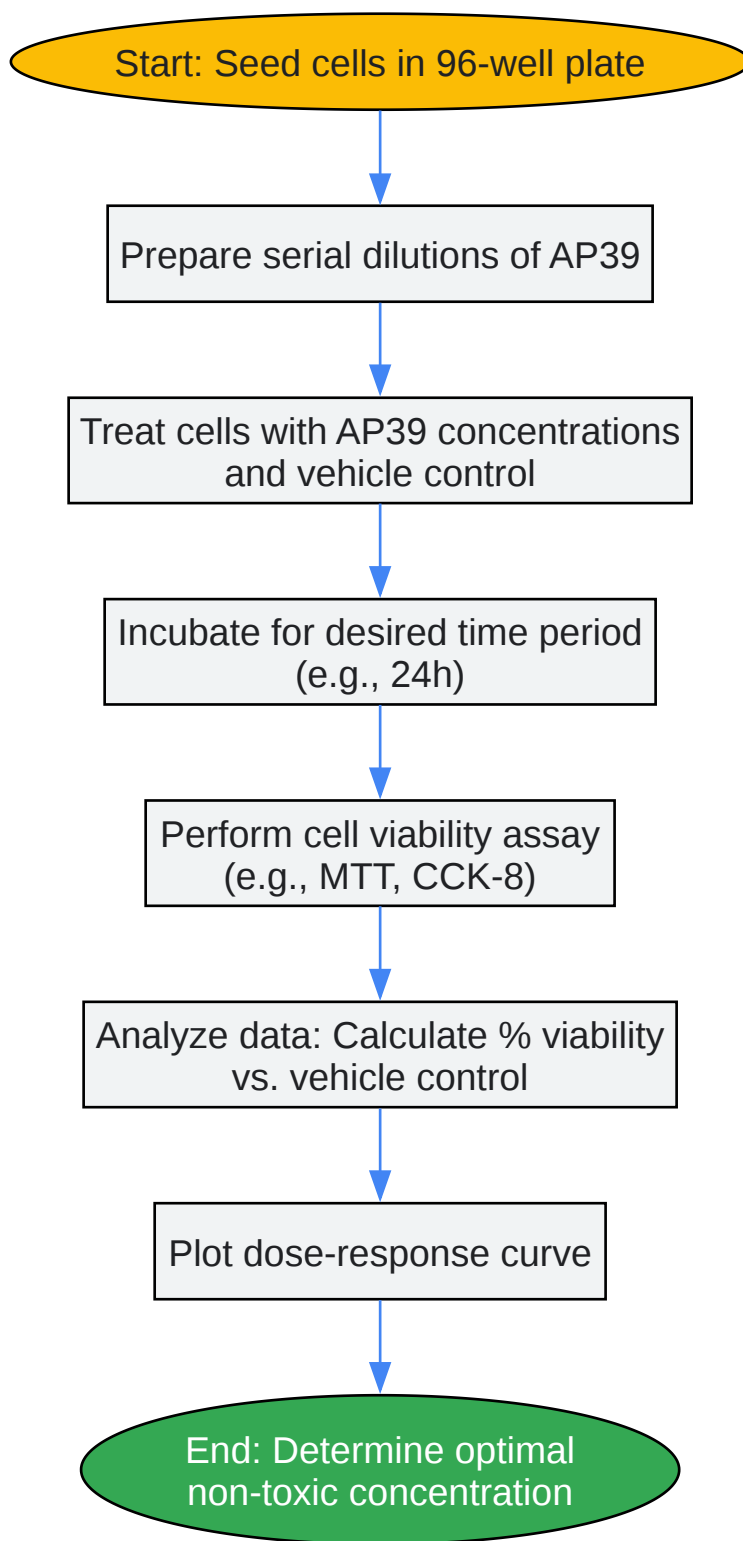 Start: Seed cells in 96-well plate
Prepare serial dilutions of AP39
Treat cells with AP39 concentrations
and vehicle control
Incubate for desired time period
(e.g., 24h)
Perform cell viability assay
(e.g., MTT, CCK-8)
Analyze data: Calculate % viability
vs. vehicle control
Plot dose-response curve
End: Determine optimal
non-toxic concentration